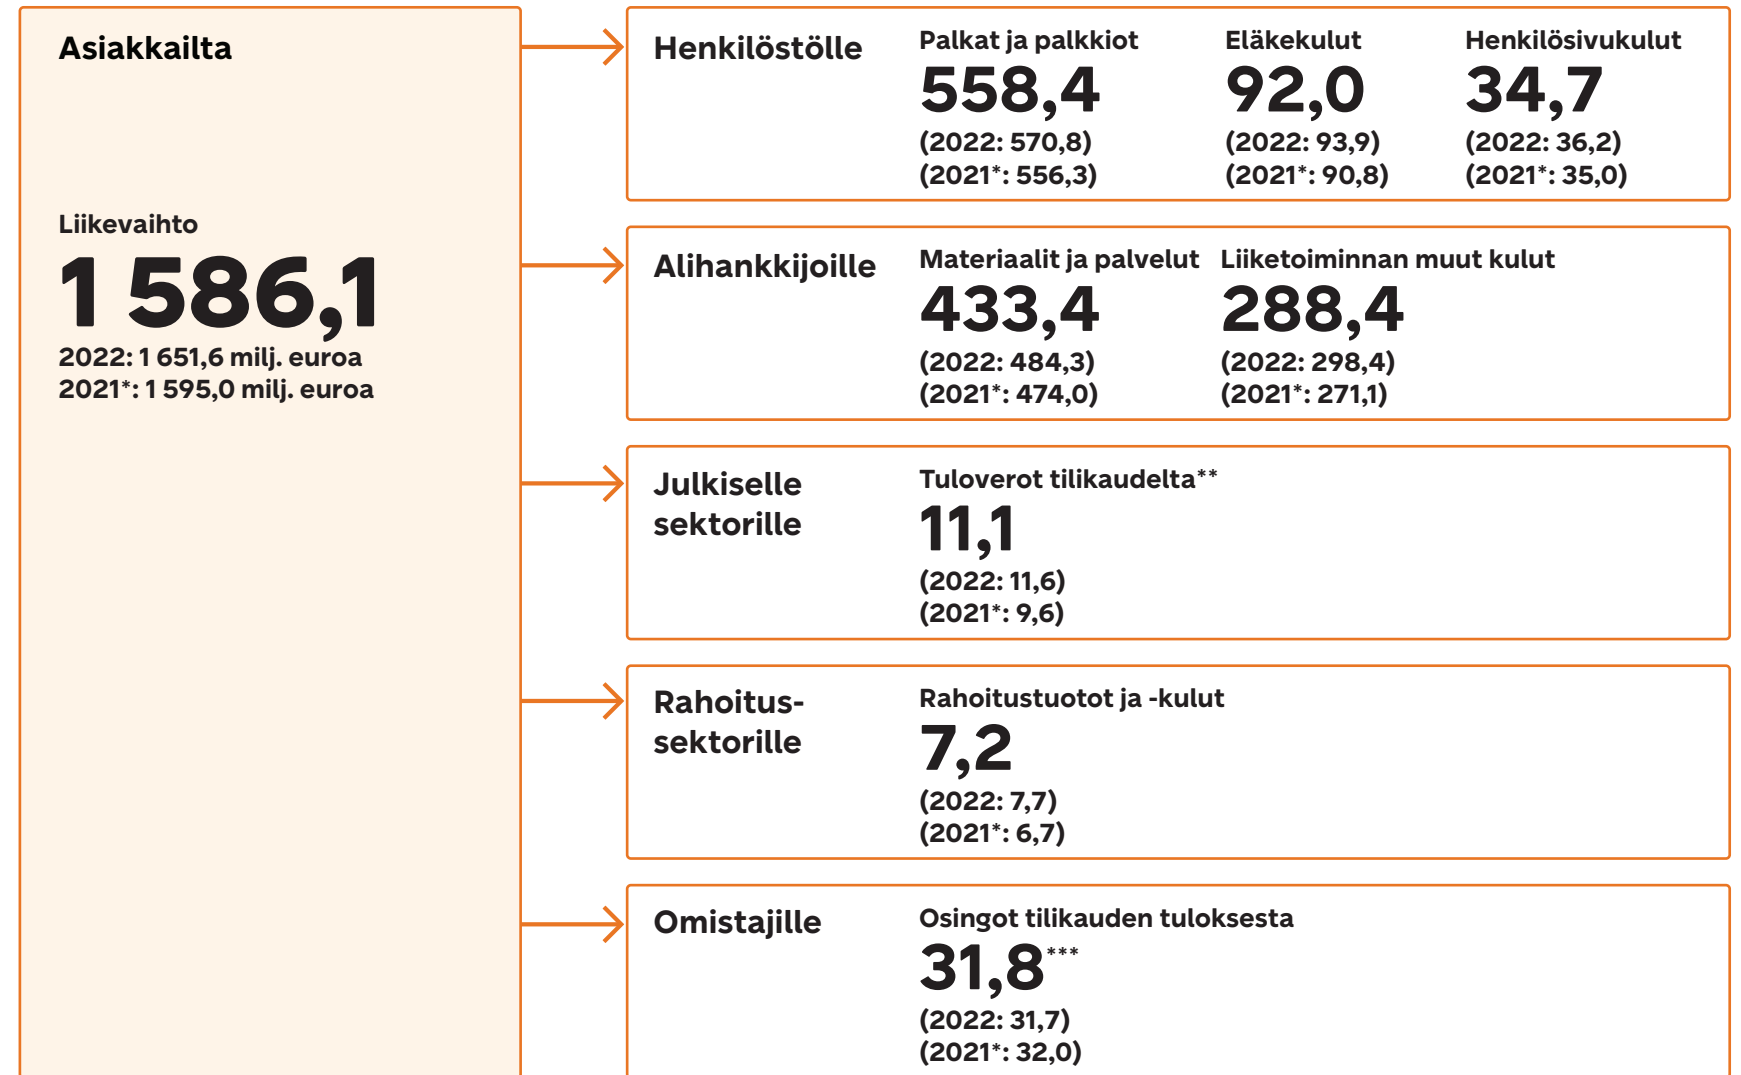 Asiakkailta
Liikevaihto
1 586,1
2022: 1 651,6 milj. euroa
2021*: 1 595,0 milj. euroa
Henkilöstölle
Palkat ja palkkiot
558,4
(2022: 570,8)
(2021*: 556,3)
Eläkekulut
92,0
(2022: 93,9)
(2021*: 90,8)
Henkilösivukulut
34,7
(2022: 36,2)
(2021*: 35,0)
Alihankkijoille
Materiaalit ja palvelut
433,4
(2022: 484,3)
(2021*: 474,0)
Liiketoiminnan muut kulut
288,4
(2022: 298,4)
(2021*: 271,1)
Julkiselle
sektorille
Tuloverot tilikaudelta**
11,1
(2022: 11,6)
(2021*: 9,6)
Rahoitus-
sektorille
Rahoitustuotot ja -kulut
7,2
(2022: 7,7)
(2021*: 6,7)
Omistajille
Osingot tilikauden tuloksesta
31,8***
(2022: 31,7)
(2021*: 32,0)